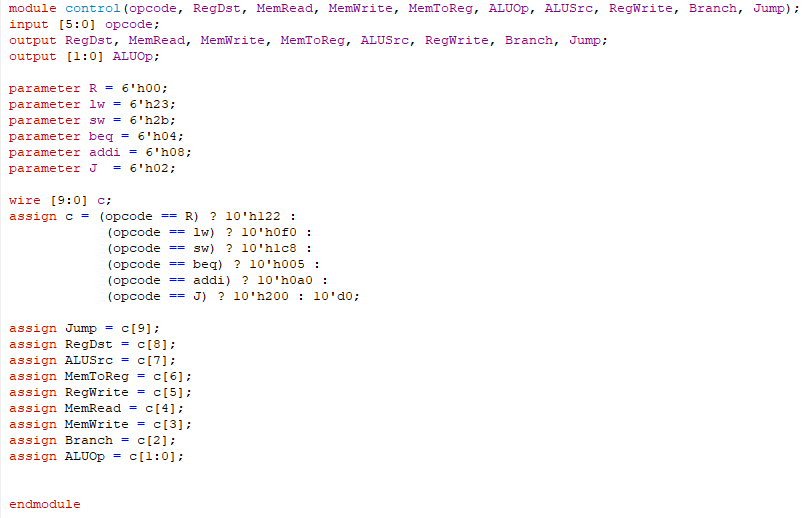 module control(opcode, RegDst, MemRead, MemWrite, MemToReg, ALUOp, ALUSrc, RegWrite, Branch, Jump);
input [5:0] opcode;
output RegDst, MemRead, MemWrite, MemToReg, ALUSrc, RegWrite, Branch, Jump;
output [1:0] ALUOp;

parameter R = 6'h00;
parameter lw = 6'h23;
parameter sw = 6'h2b;
parameter beq = 6'h04;
parameter addi = 6'h08;
parameter J  = 6'h02;

wire [9:0] c;
assign c = (opcode == R) ? 10'h122 :
            (opcode == lw) ? 10'h0f0 :
            (opcode == sw) ? 10'h1c8 :
            (opcode == beq) ? 10'h005 :
            (opcode == addi) ? 10'h0a0 :
            (opcode == J) ? 10'h200 : 10'd0;

assign Jump = c[9];
assign RegDst = c[8];
assign ALUSrc = c[7];
assign MemToReg = c[6];
assign RegWrite = c[5];
assign MemRead = c[4];
assign MemWrite = c[3];
assign Branch = c[2];
assign ALUOp = c[1:0];

endmodule